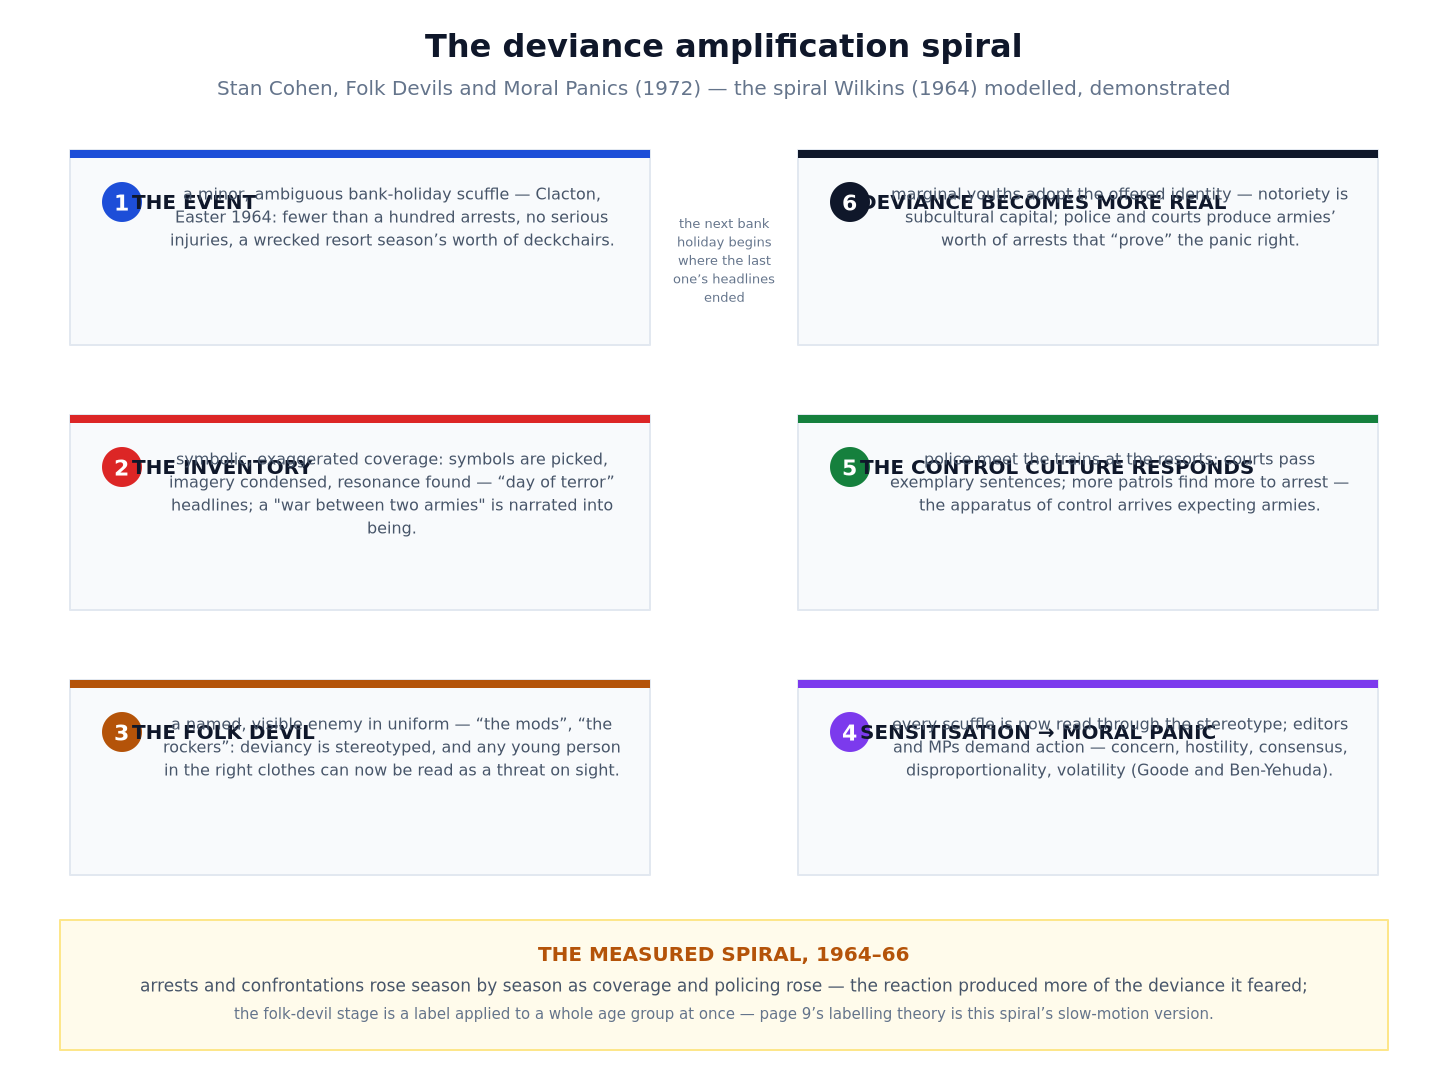 The deviance amplification spiral
Stan Cohen, Folk Devils and Moral Panics (1972) — the spiral Wilkins (1964) modelled, demonstrated
1
THE EVENT
a minor, ambiguous bank-holiday scuffle — Clacton,
Easter 1964: fewer than a hundred arrests, no serious
injuries, a wrecked resort season’s worth of deckchairs.
the next bank
holiday begins
where the last
one’s headlines
ended
6
DEVIANCE BECOMES MORE REAL
marginal youths adopt the offered identity — notoriety is
subcultural capital; police and courts produce armies’
worth of arrests that “prove” the panic right.
2
THE INVENTORY
symbolic, exaggerated coverage: symbols are picked,
imagery condensed, resonance found — “day of terror”
headlines; a "war between two armies" is narrated into
being.
5
THE CONTROL CULTURE RESPONDS
police meet the trains at the resorts; courts pass
exemplary sentences; more patrols find more to arrest —
the apparatus of control arrives expecting armies.
3
THE FOLK DEVIL
a named, visible enemy in uniform — “the mods”, “the
rockers”: deviancy is stereotyped, and any young person
in the right clothes can now be read as a threat on sight.
4
SENSITISATION → MORAL PANIC
every scuffle is now read through the stereotype; editors
and MPs demand action — concern, hostility, consensus,
disproportionality, volatility (Goode and Ben-Yehuda).
THE MEASURED SPIRAL, 1964–66
arrests and confrontations rose season by season as coverage and policing rose — the reaction produced more of the deviance it feared;
the folk-devil stage is a label applied to a whole age group at once — page 9’s labelling theory is this spiral’s slow-motion version.